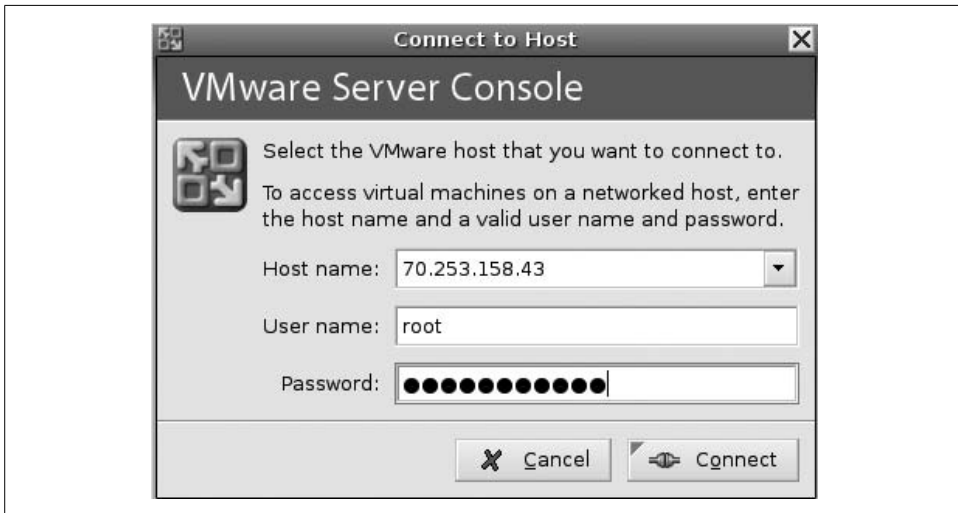 Connect to Host
VMware Server Console
Select the VMware host that you want to connect to.
To access virtual machines on a networked host, enter
the host name and a valid user name and password.
Host name: 70.253.158.43
User name: root
Password: ●●●●●●●●●●●
Cancel Connect